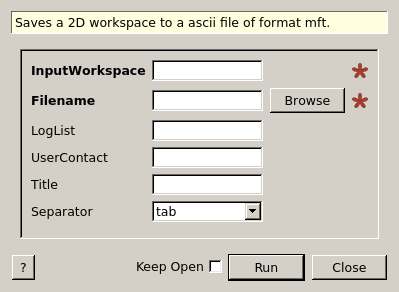 Saves a 2D workspace to a ascii file of format mft.
InputWorkspace
Filename
Browse
LogList
UserContact
Title
Separator tab
? Keep Open Run Close